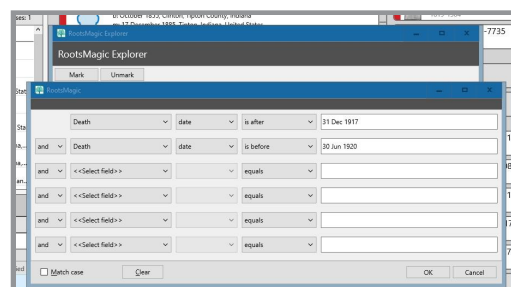 ses: 1
b: October 1835, Clinton, Tipton County, Indiana
m: 17 December 1885, Tipton, Indiana, United States
-7735
RootsMagic Explorer
RootsMagic Explorer
Mark Unmark
Stat
RootsMagic
Death date is after 31 Dec 1917
and Death date is before 30 Jun 1920
and <<Select field>> equals
and <<Select field>> equals
and <<Select field>> equals
and <<Select field>> equals
Match case Clear OK Cancel